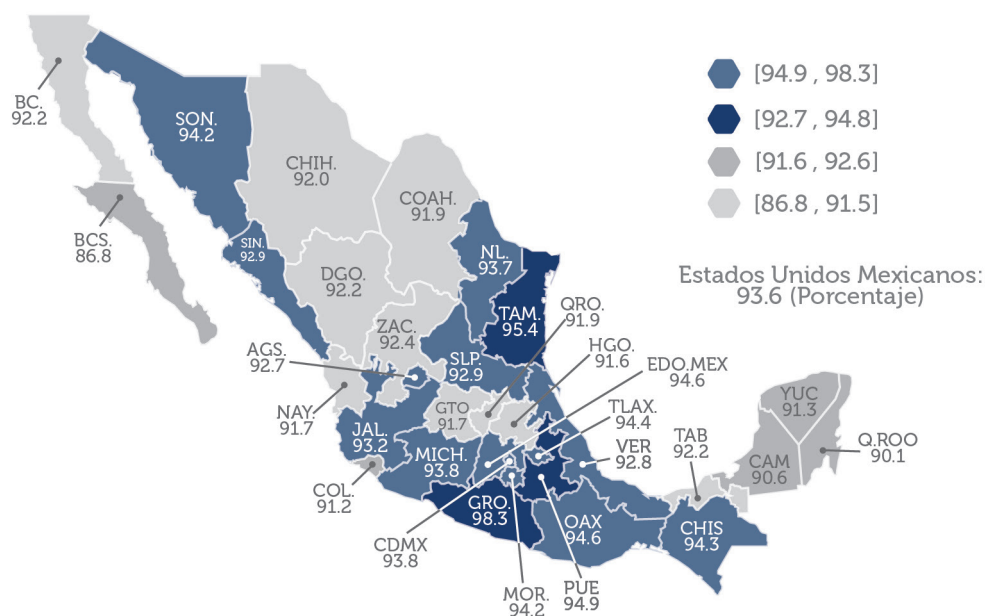 [94.9 , 98.3]
[92.7 , 94.8]
[91.6 , 92.6]
[86.8 , 91.5]
Estados Unidos Mexicanos:
93.6 (Porcentaje)
BC.
92.2
SON.
94.2
CHIH.
92.0
COAH.
91.9
BCS.
86.8
SIN.
92.9
NL.
93.7
DGO.
92.2
TAM.
95.4
QRO.
91.9
ZAC.
92.4
HGO.
91.6
AGS.
92.7
SLP.
92.9
EDO.MEX
94.6
NAY.
91.7
GTO
91.7
TLAX.
94.4
YUC
91.3
JAL.
93.2
MICH.
93.8
VER
92.8
TAB
92.2
CAM
90.6
Q.ROO
90.1
COL.
91.2
GRO.
98.3
OAX
94.6
CHIS
94.3
CDMX
93.8
MOR.
94.2
PUE
94.9